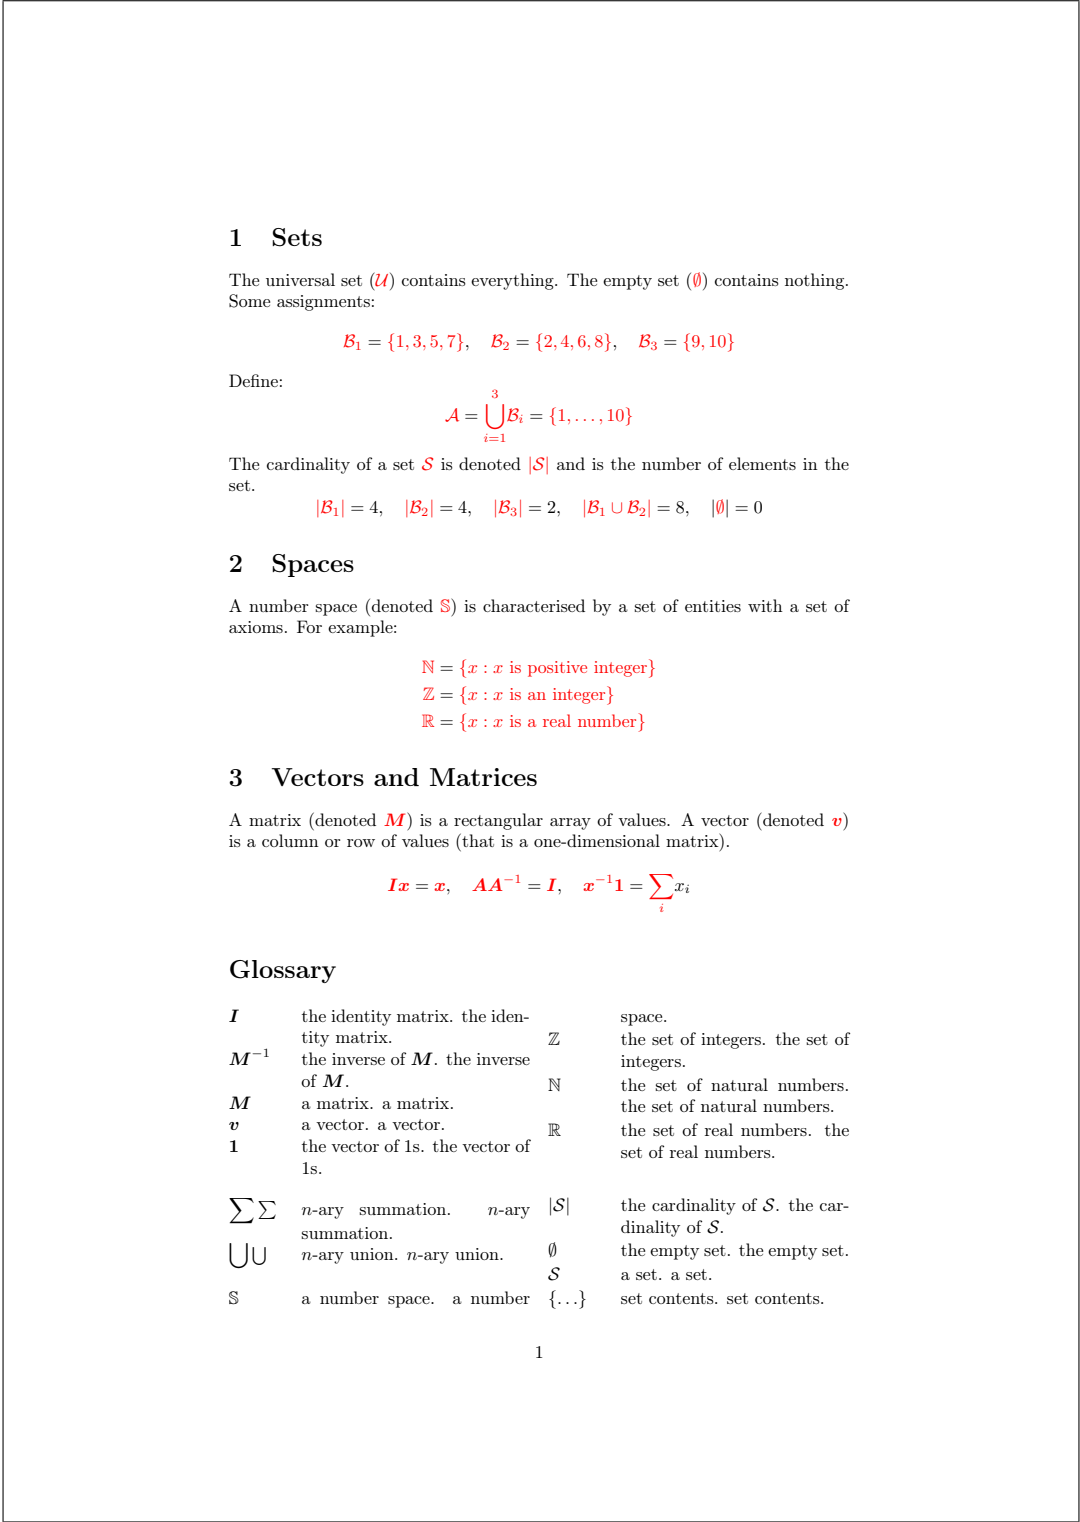 1 Sets
The universal set (𝒰) contains everything. The empty set (∅) contains nothing.
Some assignments:
ℬ₁ = {1, 3, 5, 7}, ℬ₂ = {2, 4, 6, 8}, ℬ₃ = {9, 10}
Define:
𝒜 = ⋃_{i=1}^{3} ℬᵢ = {1, . . . , 10}
The cardinality of a set 𝒮 is denoted |𝒮| and is the number of elements in the
set.
|ℬ₁| = 4, |ℬ₂| = 4, |ℬ₃| = 2, |ℬ₁ ∪ ℬ₂| = 8, |∅| = 0
2 Spaces
A number space (denoted 𝕊) is characterised by a set of entities with a set of
axioms. For example:
ℕ = {x : x is positive integer}
ℤ = {x : x is an integer}
ℝ = {x : x is a real number}
3 Vectors and Matrices
A matrix (denoted 𝑴) is a rectangular array of values. A vector (denoted 𝒗)
is a column or row of values (that is a one-dimensional matrix).
𝑰𝒙 = 𝒙, 𝑨𝑨⁻¹ = 𝑰, 𝒙⁻¹𝟏 = ∑_i xᵢ
Glossary
𝑰 the identity matrix. the iden-
tity matrix.
𝑴⁻¹ the inverse of 𝑴. the inverse
of 𝑴.
𝑴 a matrix. a matrix.
𝒗 a vector. a vector.
𝟏 the vector of 1s. the vector of
1s.
∑∑ n-ary summation. n-ary
summation.
⋃⋃ n-ary union. n-ary union.
𝕊 a number space. a number
space.
ℤ the set of integers. the set of
integers.
ℕ the set of natural numbers.
the set of natural numbers.
ℝ the set of real numbers. the
set of real numbers.
|𝒮| the cardinality of 𝒮. the car-
dinality of 𝒮.
∅ the empty set. the empty set.
𝒮 a set. a set.
{. . .} set contents. set contents.
1